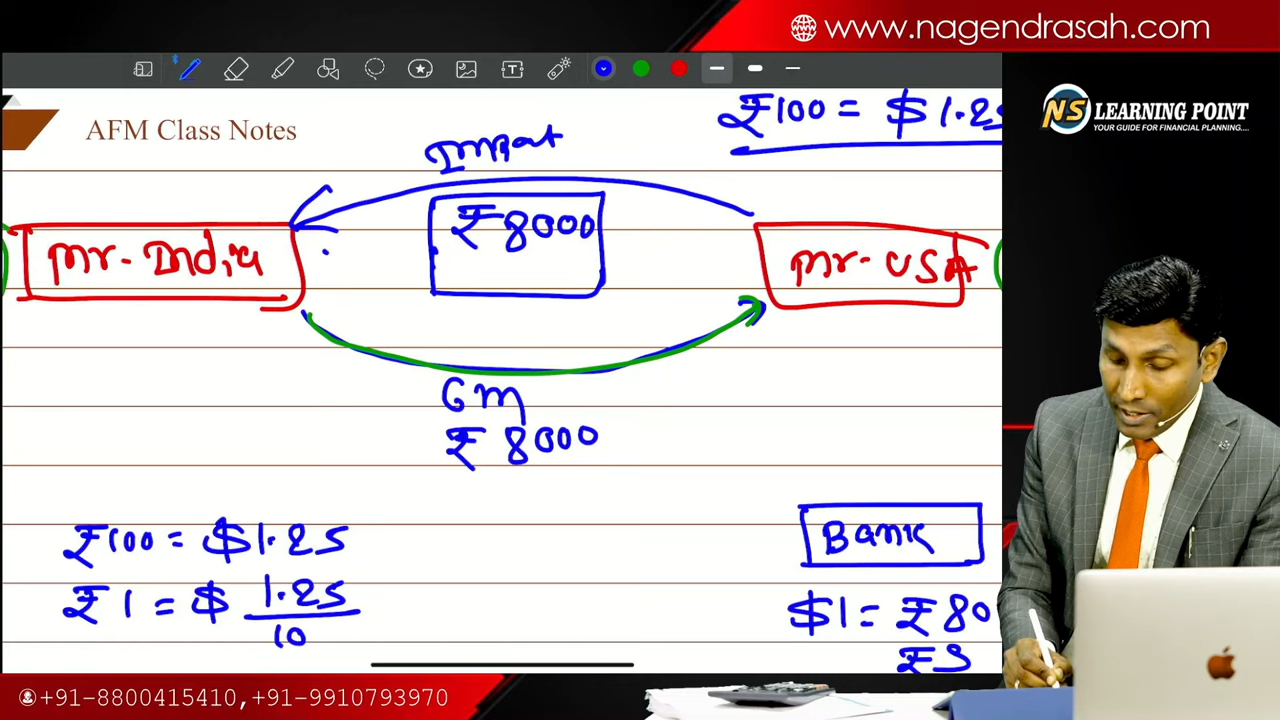 www.nagendrasah.com
NS LEARNING POINT
YOUR GUIDE FOR FINANCIAL PLANNING....
AFM Class Notes
₹100 = $1.25
Import
₹8000
Mr. India
Mr. USA
6m
₹8000
₹100 = $1.25
₹1 = $ 1.25
10
Bank
$1 = ₹80
+91-8800415410,+91-9910793970